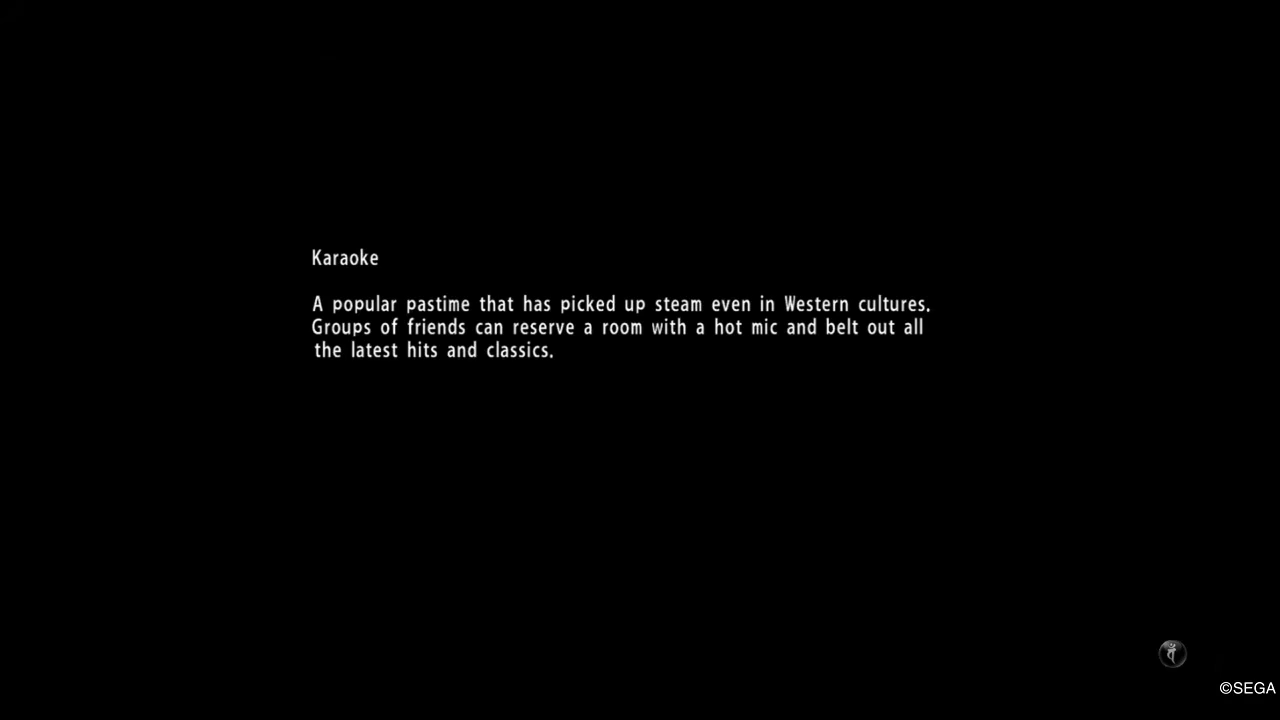 Karaoke
A popular pastime that has picked up steam even in Western cultures.
Groups of friends can reserve a room with a hot mic and belt out all
the latest hits and classics.
©SEGA